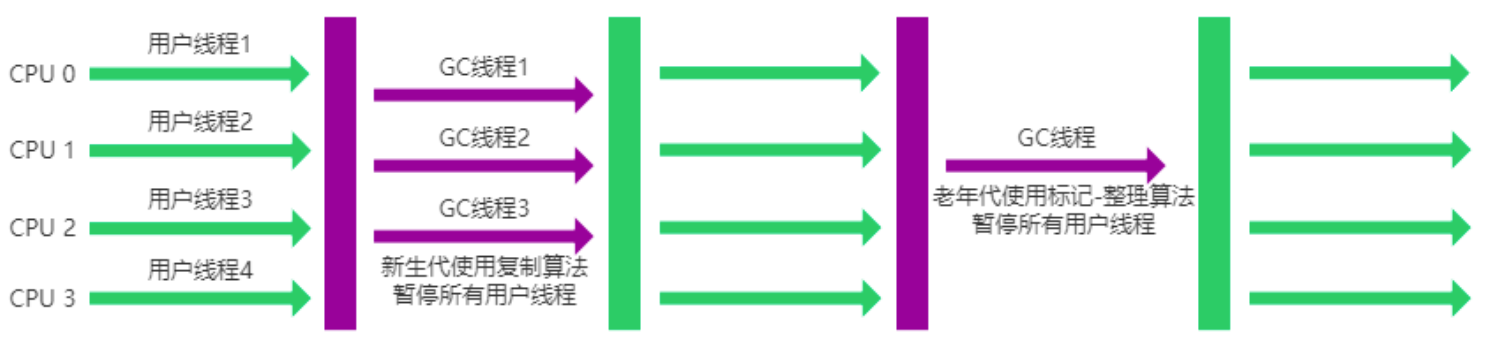 CPU 0
用户线程1
CPU 1
用户线程2
CPU 2
用户线程3
CPU 3
用户线程4
GC线程1
GC线程2
GC线程3
新生代使用复制算法
暂停所有用户线程
GC线程
老年代使用标记-整理算法
暂停所有用户线程